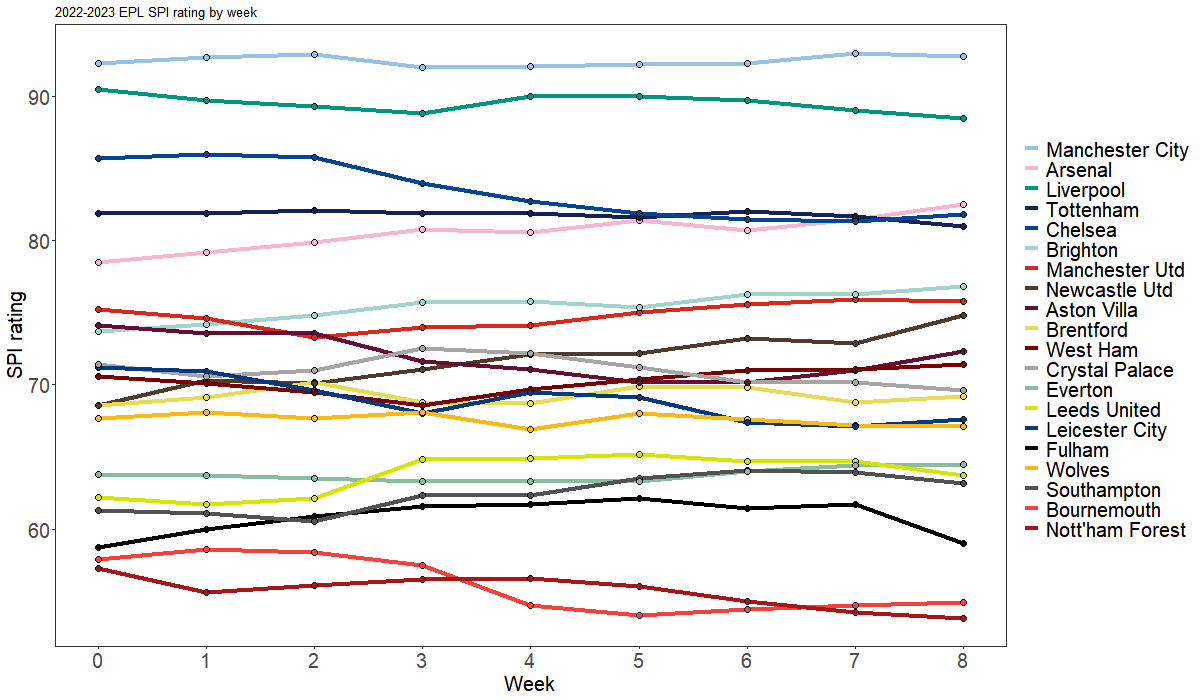 2022-2023 EPL SPI rating by week
90
80
70
60
SPI rating
0 1 2 3 4 5 6 7 8
Week
Manchester City
Arsenal
Liverpool
Tottenham
Chelsea
Brighton
Manchester Utd
Newcastle Utd
Aston Villa
Brentford
West Ham
Crystal Palace
Everton
Leeds United
Leicester City
Fulham
Wolves
Southampton
Bournemouth
Nott'ham Forest